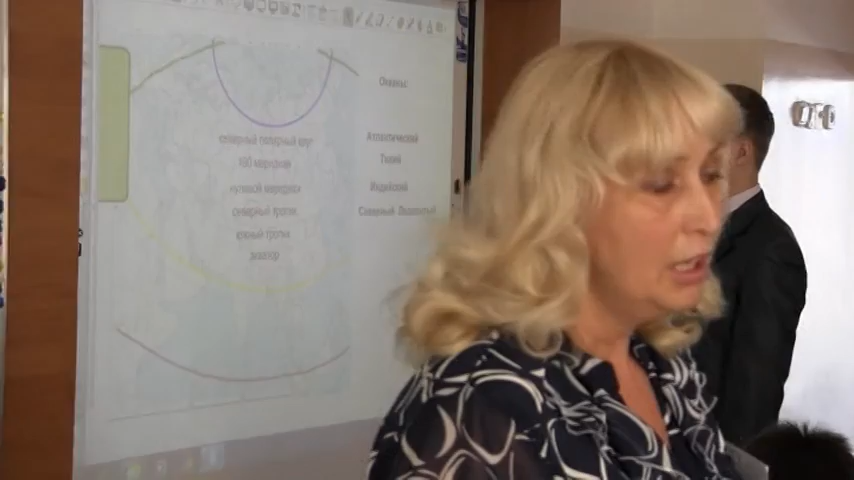 северный полярный круг
180 меридиан
нулевой меридиан
северный тропик
южный тропик
экватор
Океаны:
Атлантический
Тихий
Индийский
Северный Ледовитый